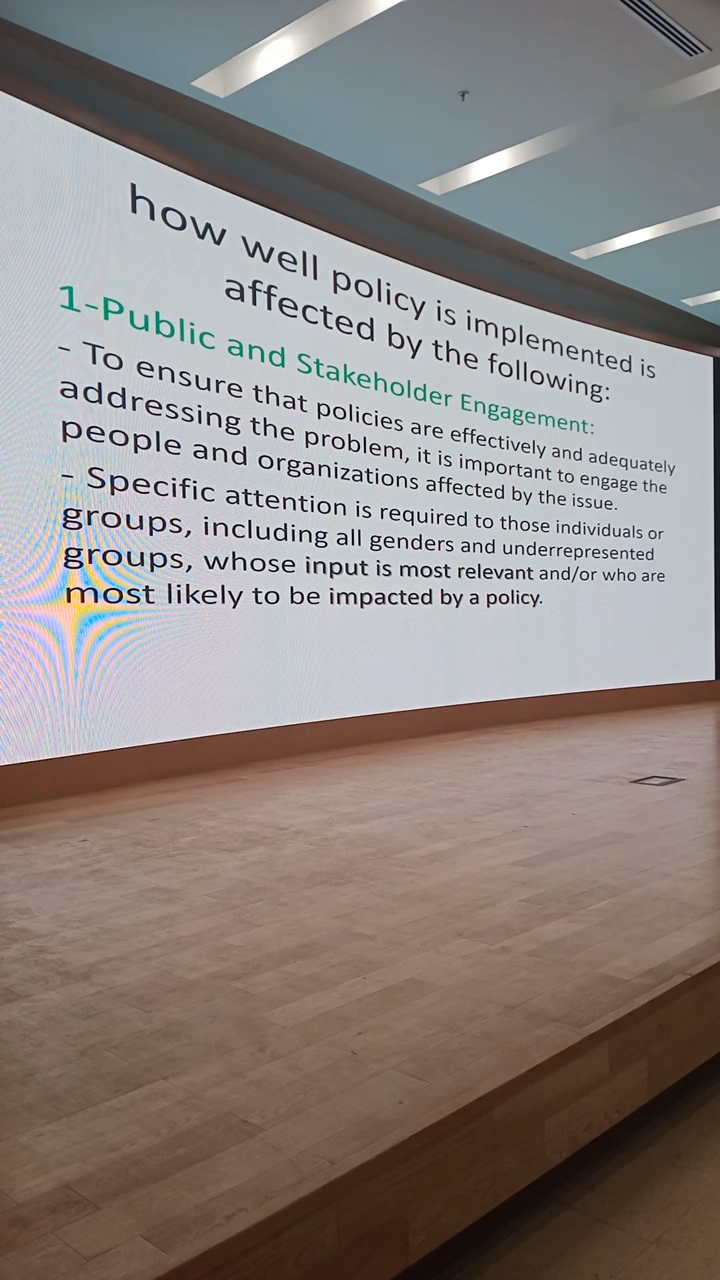 how well policy is implemented is
affected by the following:
1-Public and Stakeholder Engagement:
- To ensure that policies are effectively and adequately
addressing the problem, it is important to engage the
people and organizations affected by the issue.
- Specific attention is required to those individuals or
groups, including all genders and underrepresented
groups, whose input is most relevant and/or who are
most likely to be impacted by a policy.